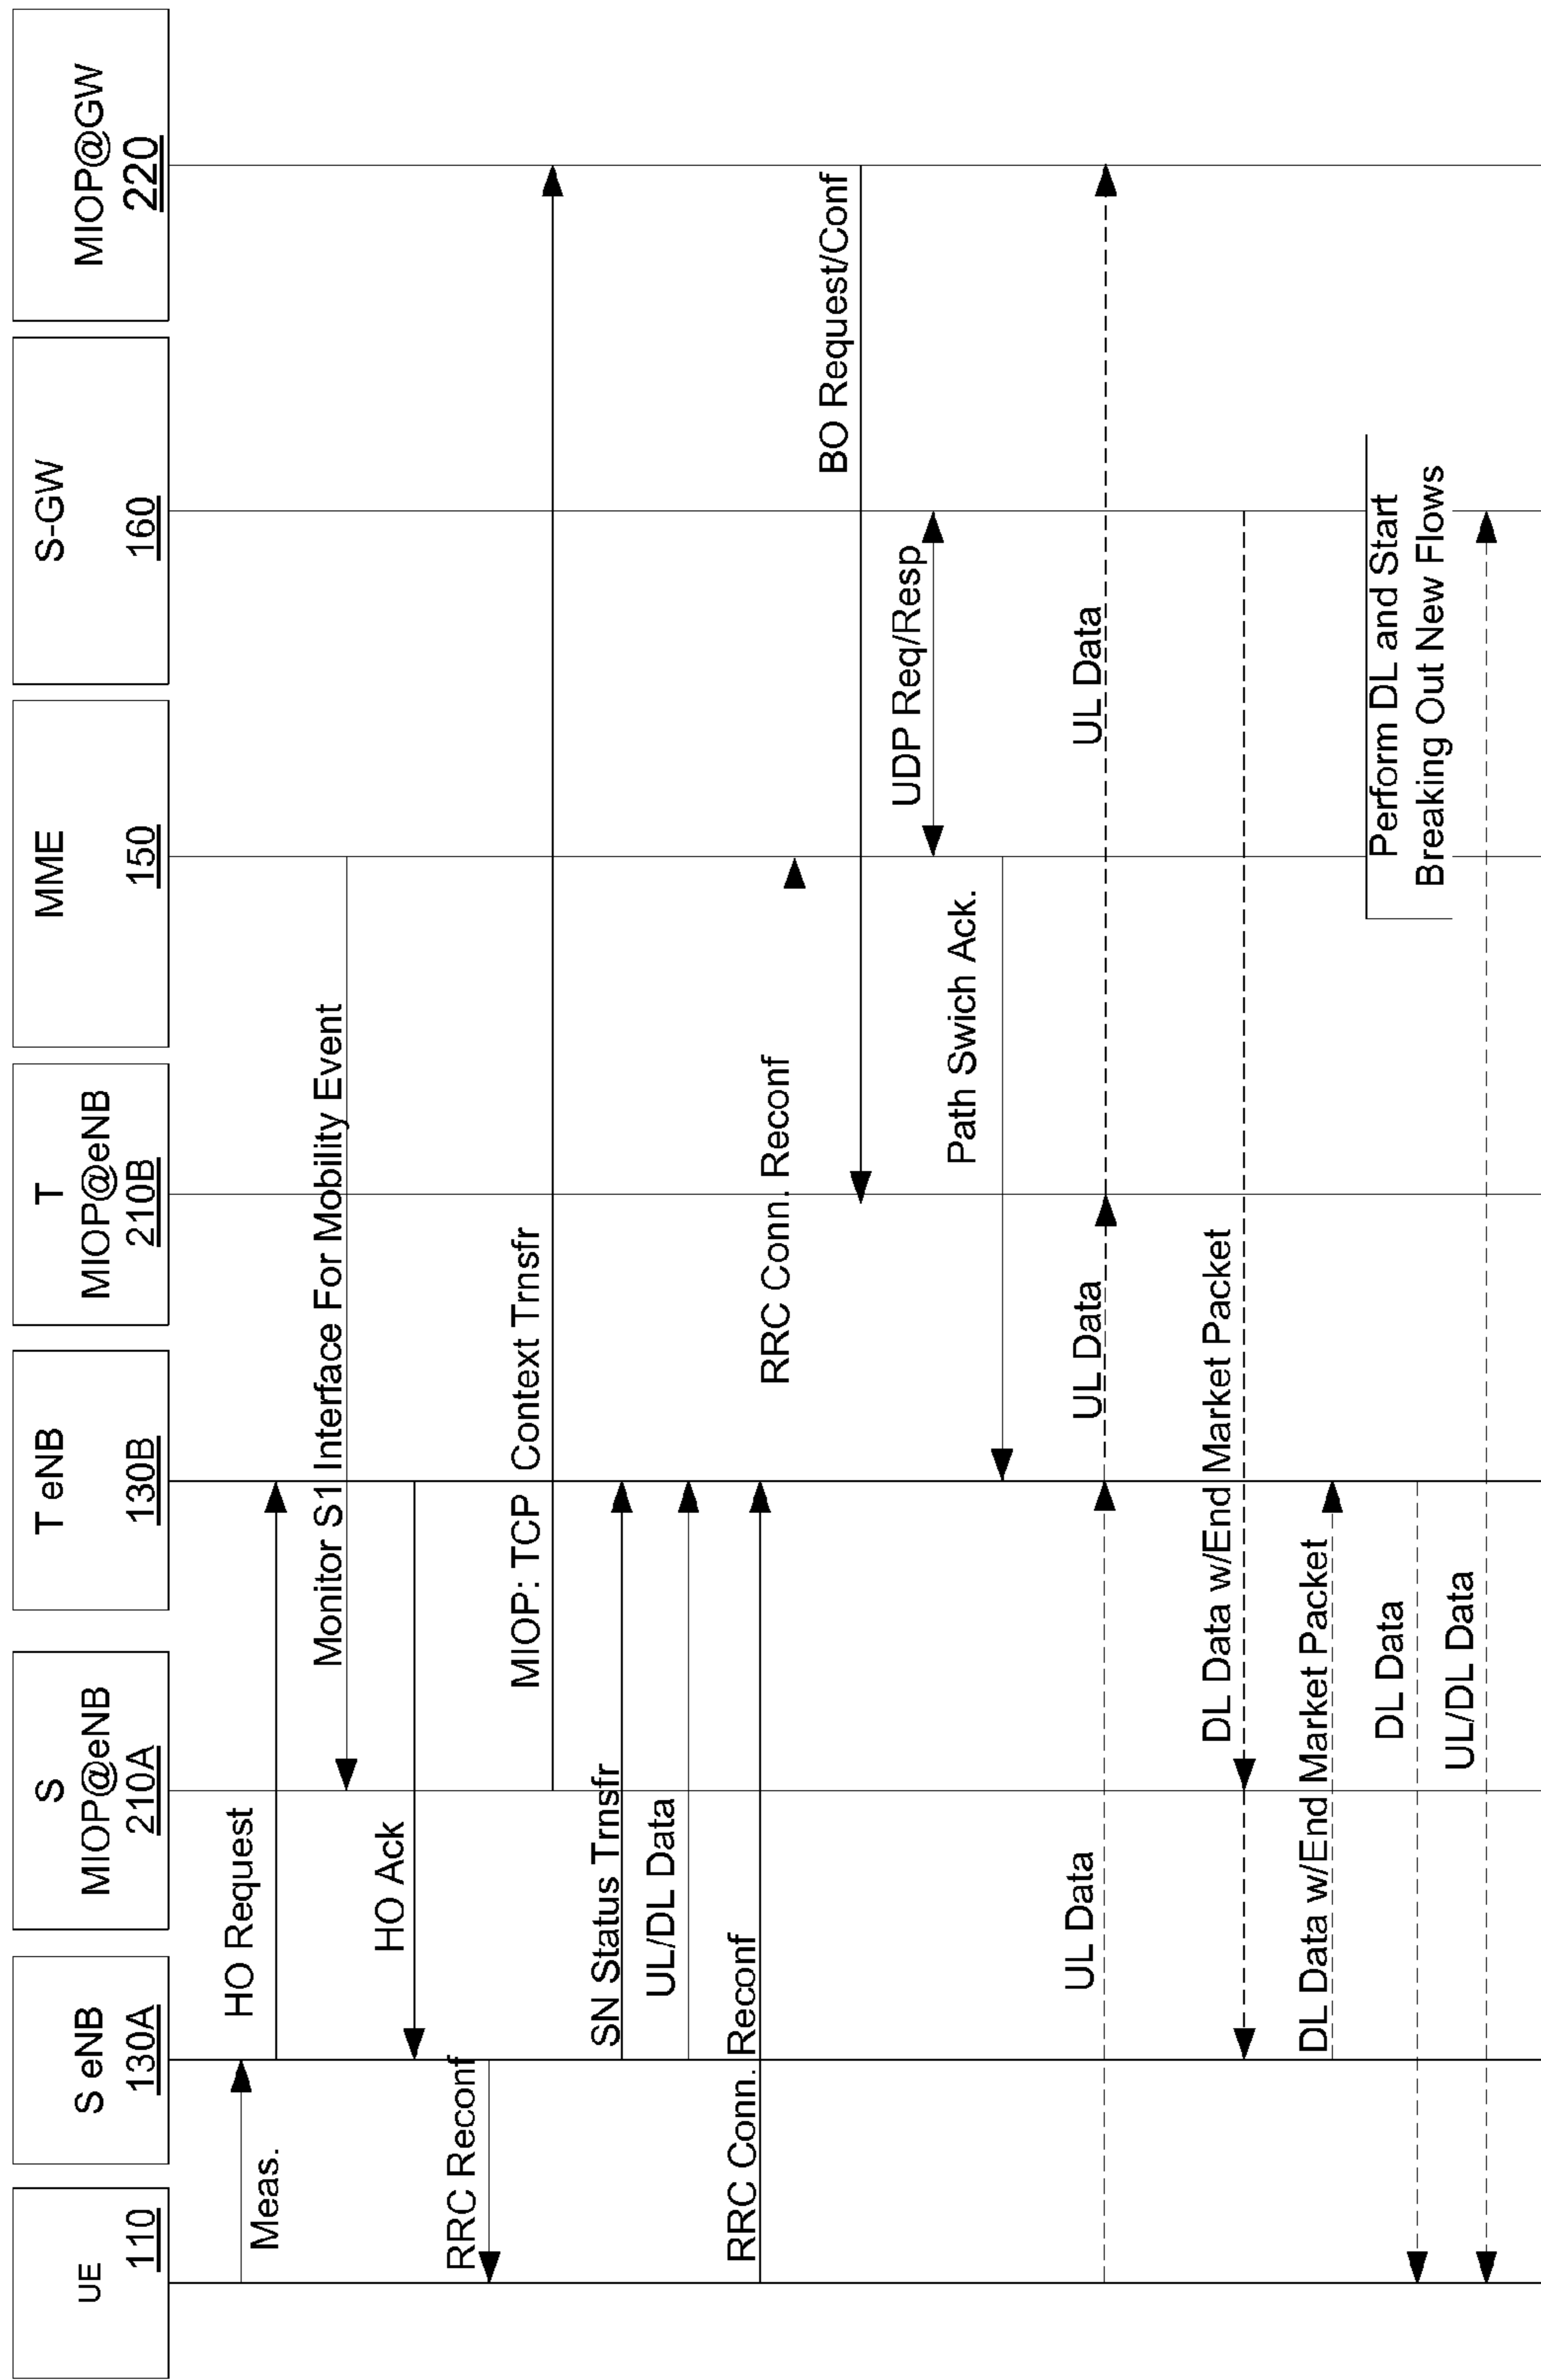 UE
110
S eNB
130A
S
MIOP@eNB
210A
T eNB
130B
T
MIOP@eNB
210B
MME
150
S-GW
160
MIOP@GW
220
Meas.
HO Request
Monitor S1 Interface For Mobility Event
HO Ack
RRC Reconf
MIOP: TCP Context Trnsfr
SN Status Trnsfr
UL/DL Data
RRC Conn. Reconf
RRC Conn. Reconf
BO Request/Conf
UDP Req/Resp
Path Swich Ack.
UL Data
UL Data
UL Data
DL Data w/End Market Packet
DL Data w/End Market Packet
Perform DL and Start
Breaking Out New Flows
DL Data
UL/DL Data